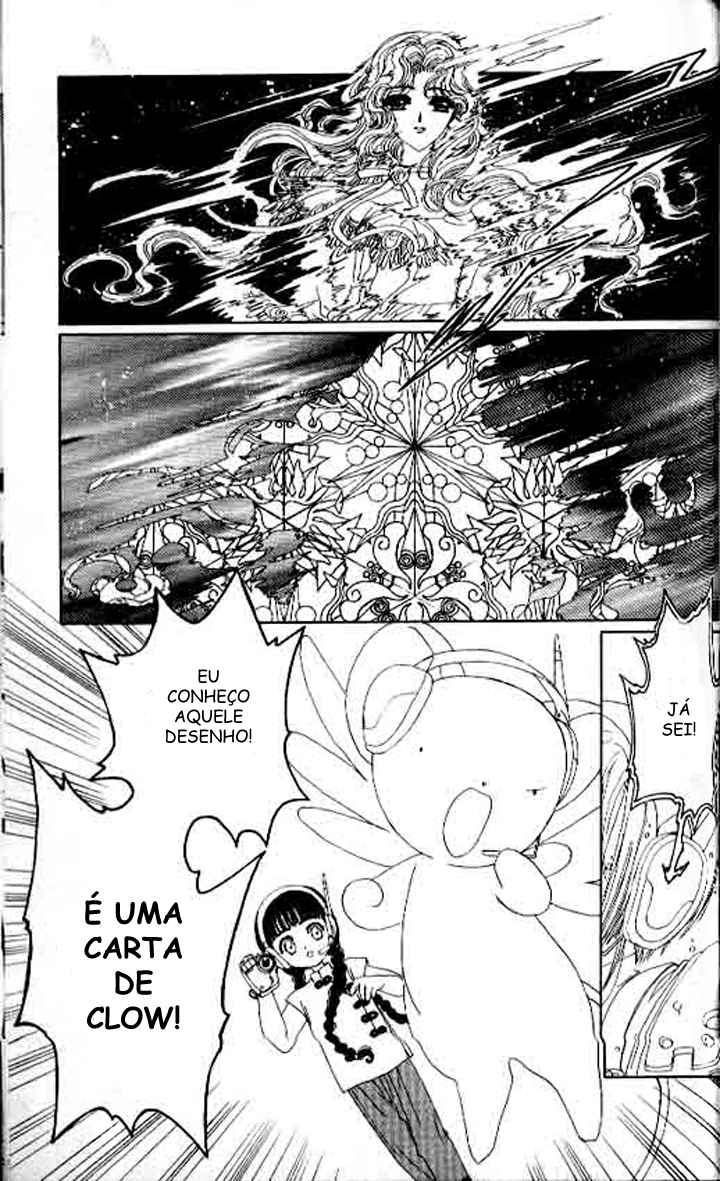 JÁ
SEI!
EU
CONHEÇO
AQUELE
DESENHO!
É UMA
CARTA
DE
CLOW!